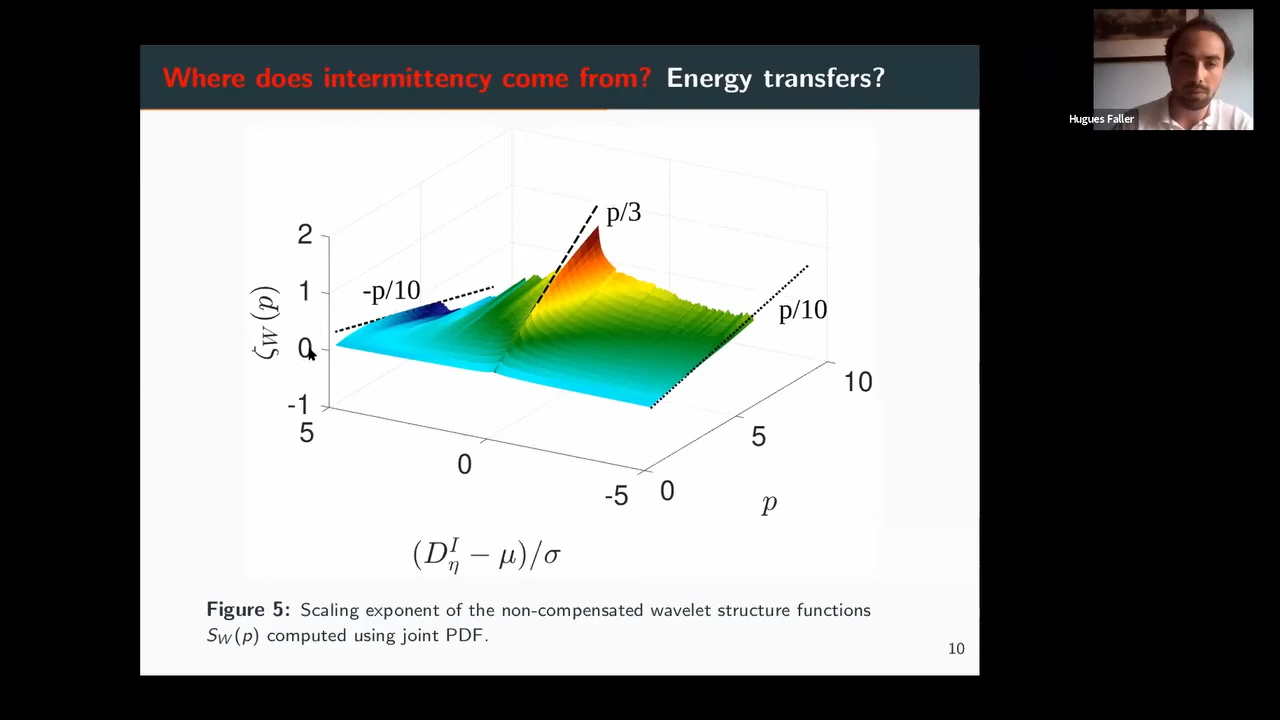 Where does intermittency come from? Energy transfers?
Hugues Faller
p/3
2
-p/10
1
p/10
ζ_W(p)
0
10
-1
5
5
0
-5
0
p
(D_η^I − μ)/σ
Figure 5: Scaling exponent of the non-compensated wavelet structure functions
S_W(p) computed using joint PDF.
10